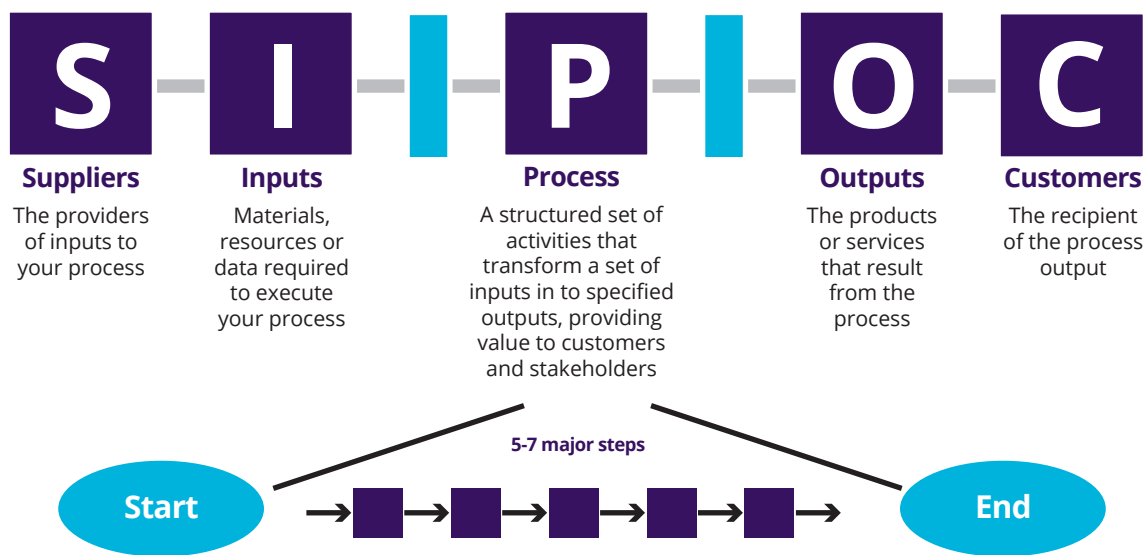 S I P O C
Suppliers
The providers
of inputs to
your process
Inputs
Materials,
resources or
data required
to execute
your process
Process
A structured set of
activities that
transform a set of
inputs in to specified
outputs, providing
value to customers
and stakeholders
Outputs
The products
or services
that result
from the
process
Customers
The recipient
of the process
output
5-7 major steps
Start
End